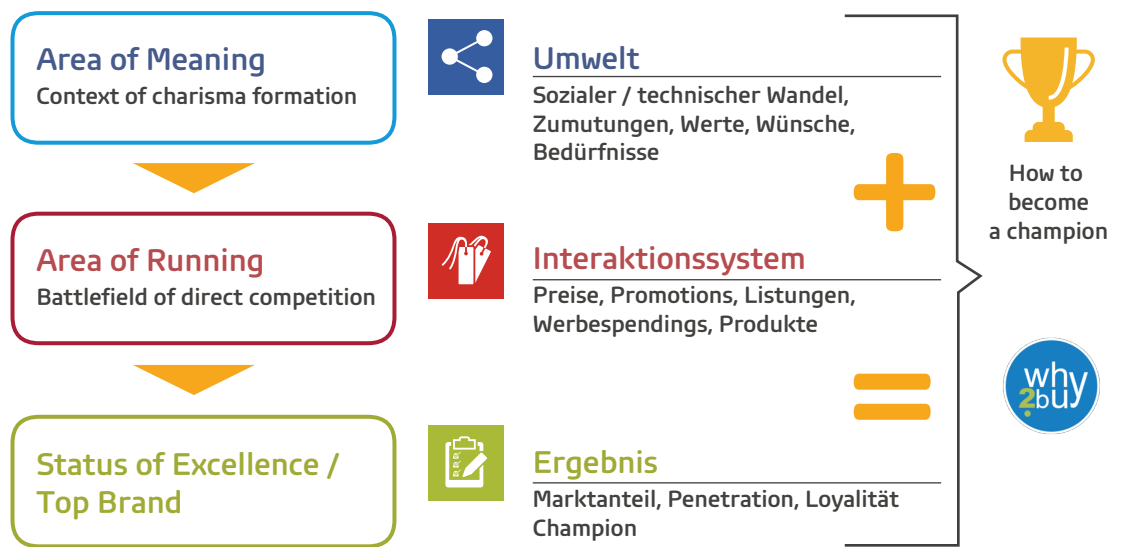 Area of Meaning
Context of charisma formation
Umwelt
Sozialer / technischer Wandel,
Zumutungen, Werte, Wünsche,
Bedürfnisse
Area of Running
Battlefield of direct competition
Interaktionssystem
Preise, Promotions, Listungen,
Werbespendings, Produkte
Status of Excellence /
Top Brand
Ergebnis
Marktanteil, Penetration, Loyalität
Champion
How to
become
a champion
why
2buy